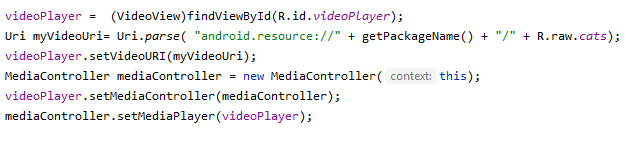 videoPlayer =  (VideoView)findViewById(R.id.videoPlayer);
Uri myVideoUri= Uri.parse( "android.resource://" + getPackageName() + "/" + R.raw.cats);
videoPlayer.setVideoURI(myVideoUri);
MediaController mediaController = new MediaController( context: this);
videoPlayer.setMediaController(mediaController);
mediaController.setMediaPlayer(videoPlayer);